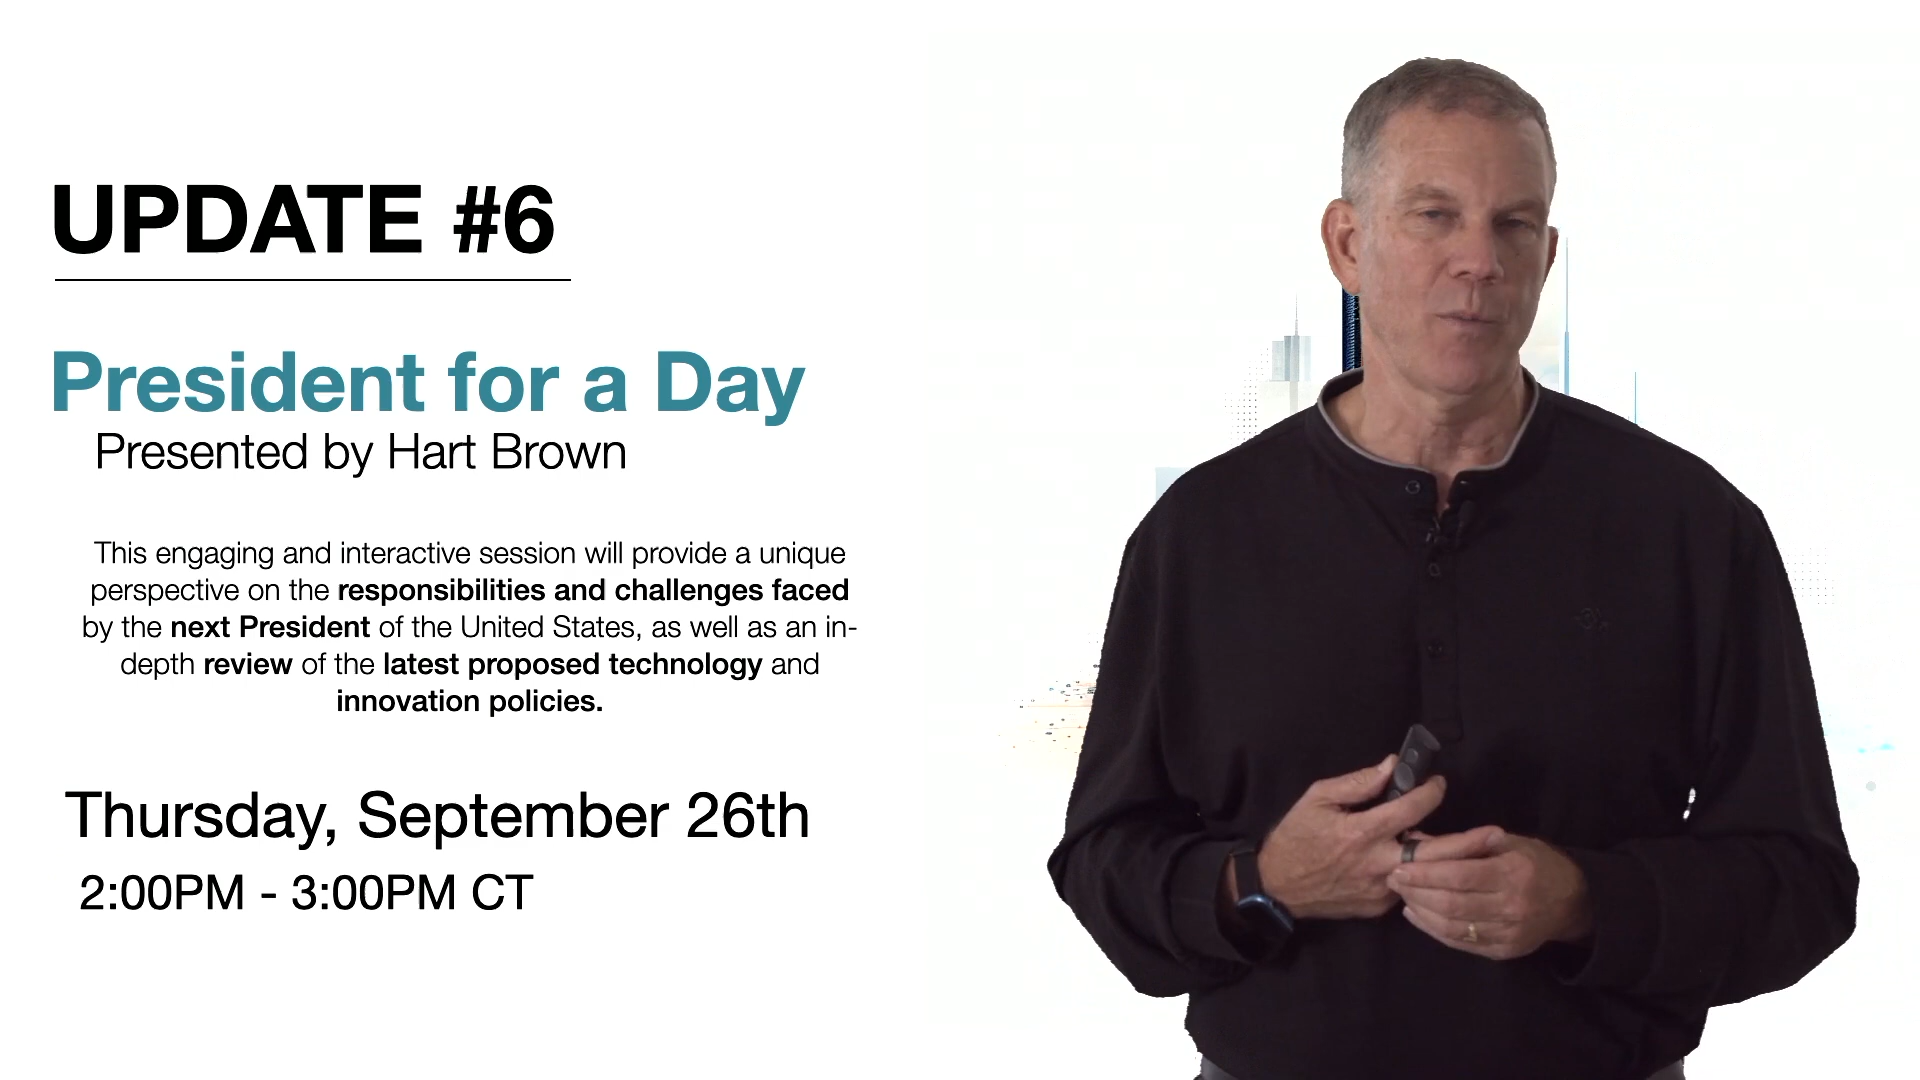 UPDATE #6
President for a Day
Presented by Hart Brown
This engaging and interactive session will provide a unique
perspective on the responsibilities and challenges faced
by the next President of the United States, as well as an in-
depth review of the latest proposed technology and
innovation policies.
Thursday, September 26th
2:00PM - 3:00PM CT